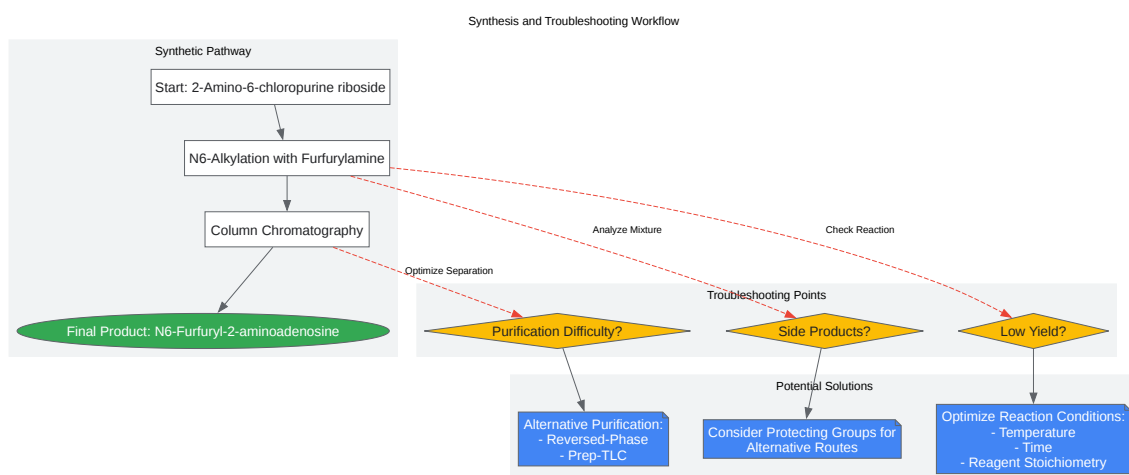 Synthesis and Troubleshooting Workflow
Synthetic Pathway
Start: 2-Amino-6-chloropurine riboside
N6-Alkylation with Furfurylamine
Column Chromatography
Final Product: N6-Furfuryl-2-aminoadenosine
Optimize Separation
Analyze Mixture
Check Reaction
Troubleshooting Points
Purification Difficulty?
Side Products?
Low Yield?
Potential Solutions
Alternative Purification:
- Reversed-Phase
- Prep-TLC
Consider Protecting Groups for
Alternative Routes
Optimize Reaction Conditions:
- Temperature
- Time
- Reagent Stoichiometry